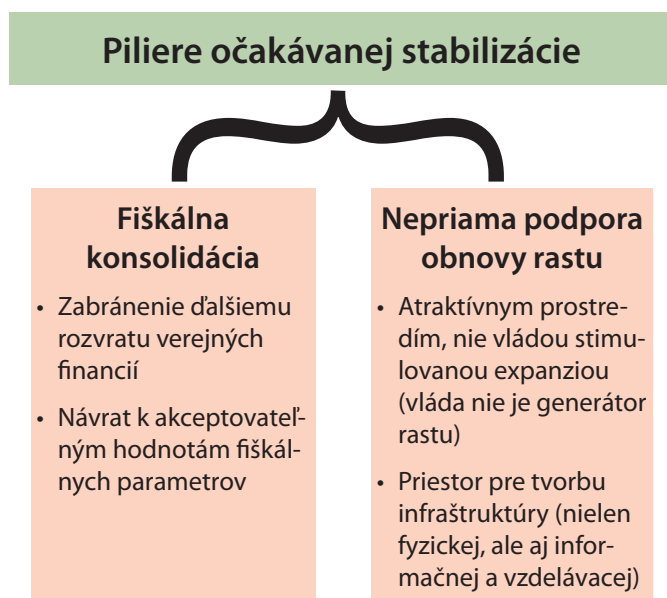 Piliere očakávanej stabilizácie
Fiškálna
konsolidácia
• Zabránenie ďalšiemu
rozvratu verejných
financií
• Návrat k akceptovateľ-
ným hodnotám fiškál-
nych parametrov
Nepriama podpora
obnovy rastu
• Atraktívnym prostre-
dím, nie vládou stimu-
lovanou expanziou
(vláda nie je generátor
rastu)
• Priestor pre tvorbu
infraštruktúry (nielen
fyzickej, ale aj infor-
mačnej a vzdelávacej)